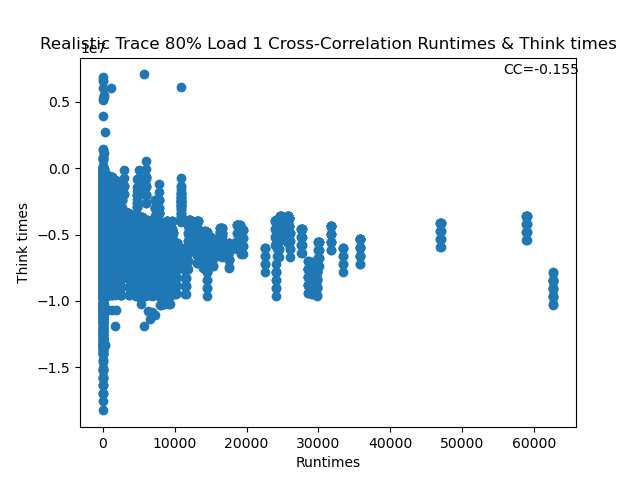 Realistic Trace 80% Load 1 Cross-Correlation Runtimes & Think times
1e7
CC=-0.155
0.5
0.0
−0.5
−1.0
−1.5
Think times
0 10000 20000 30000 40000 50000 60000
Runtimes